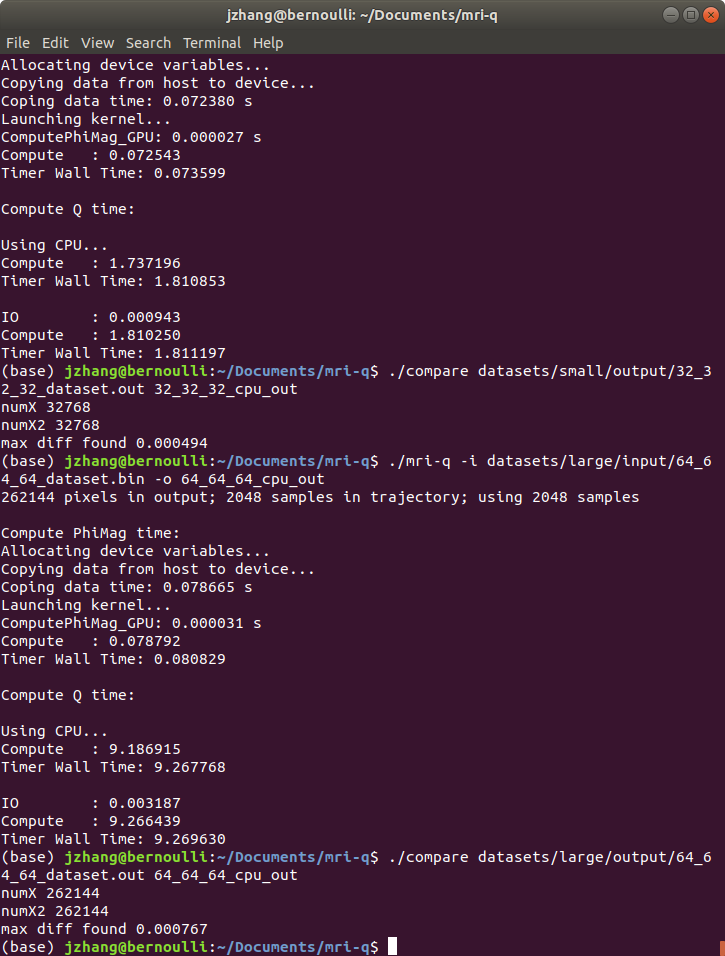 jzhang@bernoulli: ~/Documents/mri-q
File Edit View Search Terminal Help
Allocating device variables...
Copying data from host to device...
Coping data time: 0.072380 s
Launching kernel...
ComputePhiMag_GPU: 0.000027 s
Compute   : 0.072543
Timer Wall Time: 0.073599
Compute Q time:
Using CPU...
Compute   : 1.737196
Timer Wall Time: 1.810853
IO        : 0.000943
Compute   : 1.810250
Timer Wall Time: 1.811197
(base) jzhang@bernoulli:~/Documents/mri-q$ ./compare datasets/small/output/32_3
2_32_dataset.out 32_32_32_cpu_out
numX 32768
numX2 32768
max diff found 0.000494
(base) jzhang@bernoulli:~/Documents/mri-q$ ./mri-q -i datasets/large/input/64_6
4_64_dataset.bin -o 64_64_64_cpu_out
262144 pixels in output; 2048 samples in trajectory; using 2048 samples
Compute PhiMag time:
Allocating device variables...
Copying data from host to device...
Coping data time: 0.078665 s
Launching kernel...
ComputePhiMag_GPU: 0.000031 s
Compute   : 0.078792
Timer Wall Time: 0.080829
Compute Q time:
Using CPU...
Compute   : 9.186915
Timer Wall Time: 9.267768
IO        : 0.003187
Compute   : 9.266439
Timer Wall Time: 9.269630
(base) jzhang@bernoulli:~/Documents/mri-q$ ./compare datasets/large/output/64_6
4_64_dataset.out 64_64_64_cpu_out
numX 262144
numX2 262144
max diff found 0.000767
(base) jzhang@bernoulli:~/Documents/mri-q$